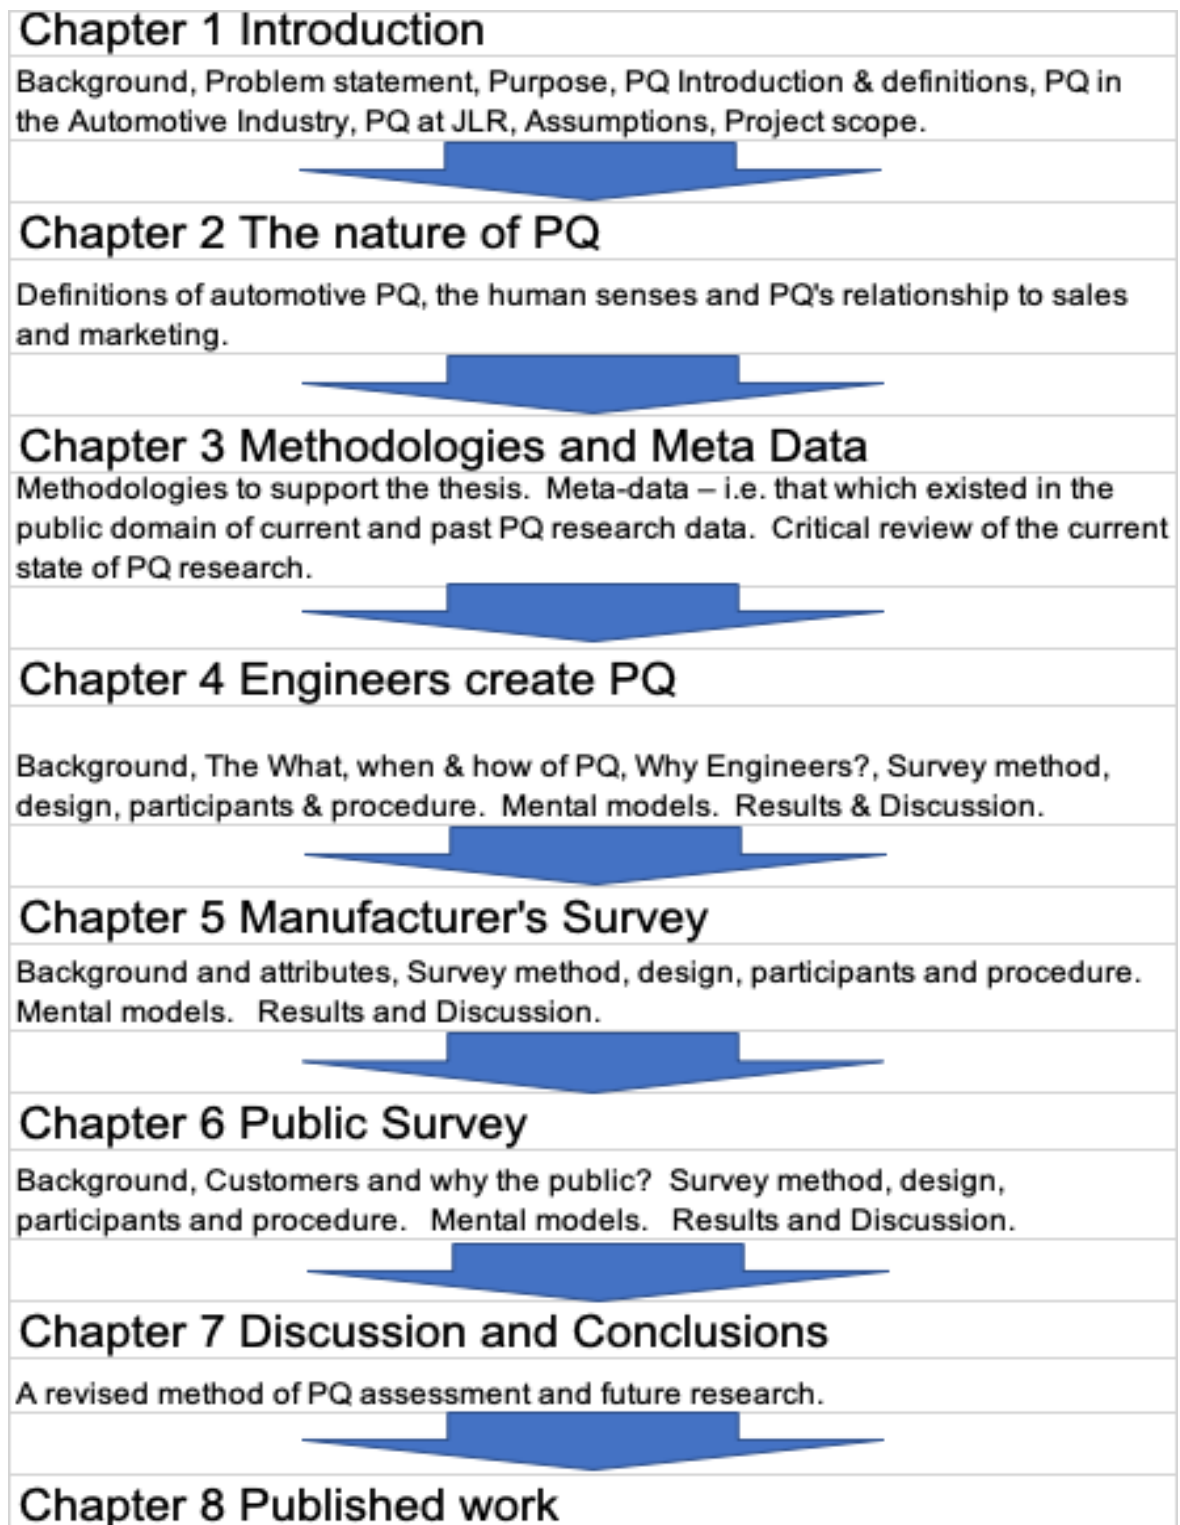 Chapter 1 Introduction
Background, Problem statement, Purpose, PQ Introduction & definitions, PQ in
the Automotive Industry, PQ at JLR, Assumptions, Project scope.
Chapter 2 The nature of PQ
Definitions of automotive PQ, the human senses and PQ's relationship to sales
and marketing.
Chapter 3 Methodologies and Meta Data
Methodologies to support the thesis.  Meta-data – i.e. that which existed in the
public domain of current and past PQ research data.  Critical review of the current
state of PQ research.
Chapter 4 Engineers create PQ
Background, The What, when & how of PQ, Why Engineers?, Survey method,
design, participants & procedure.  Mental models.  Results & Discussion.
Chapter 5 Manufacturer's Survey
Background and attributes, Survey method, design, participants and procedure.
Mental models.   Results and Discussion.
Chapter 6 Public Survey
Background, Customers and why the public?  Survey method, design,
participants and procedure.   Mental models.   Results and Discussion.
Chapter 7 Discussion and Conclusions
A revised method of PQ assessment and future research.
Chapter 8 Published work